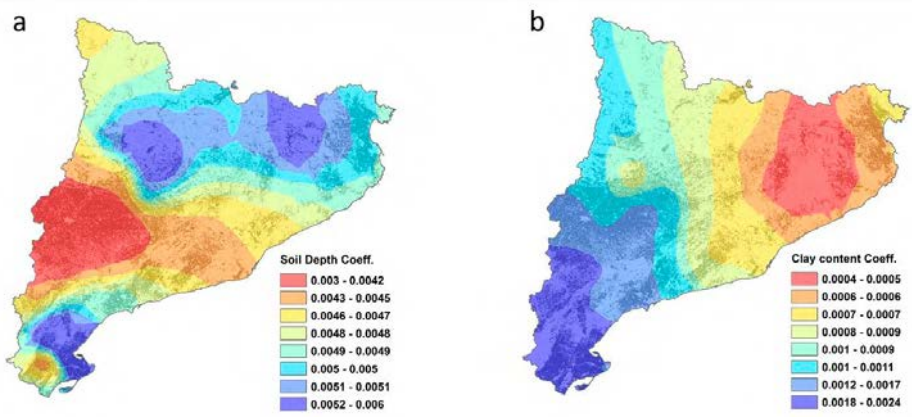 a
b
Soil Depth Coeff.
0.003 - 0.0042
0.0043 - 0.0045
0.0046 - 0.0047
0.0048 - 0.0048
0.0049 - 0.0049
0.005 - 0.005
0.0051 - 0.0051
0.0052 - 0.006
Clay content Coeff.
0.0004 - 0.0005
0.0006 - 0.0006
0.0007 - 0.0007
0.0008 - 0.0009
0.001 - 0.0009
0.001 - 0.0011
0.0012 - 0.0017
0.0018 - 0.0024